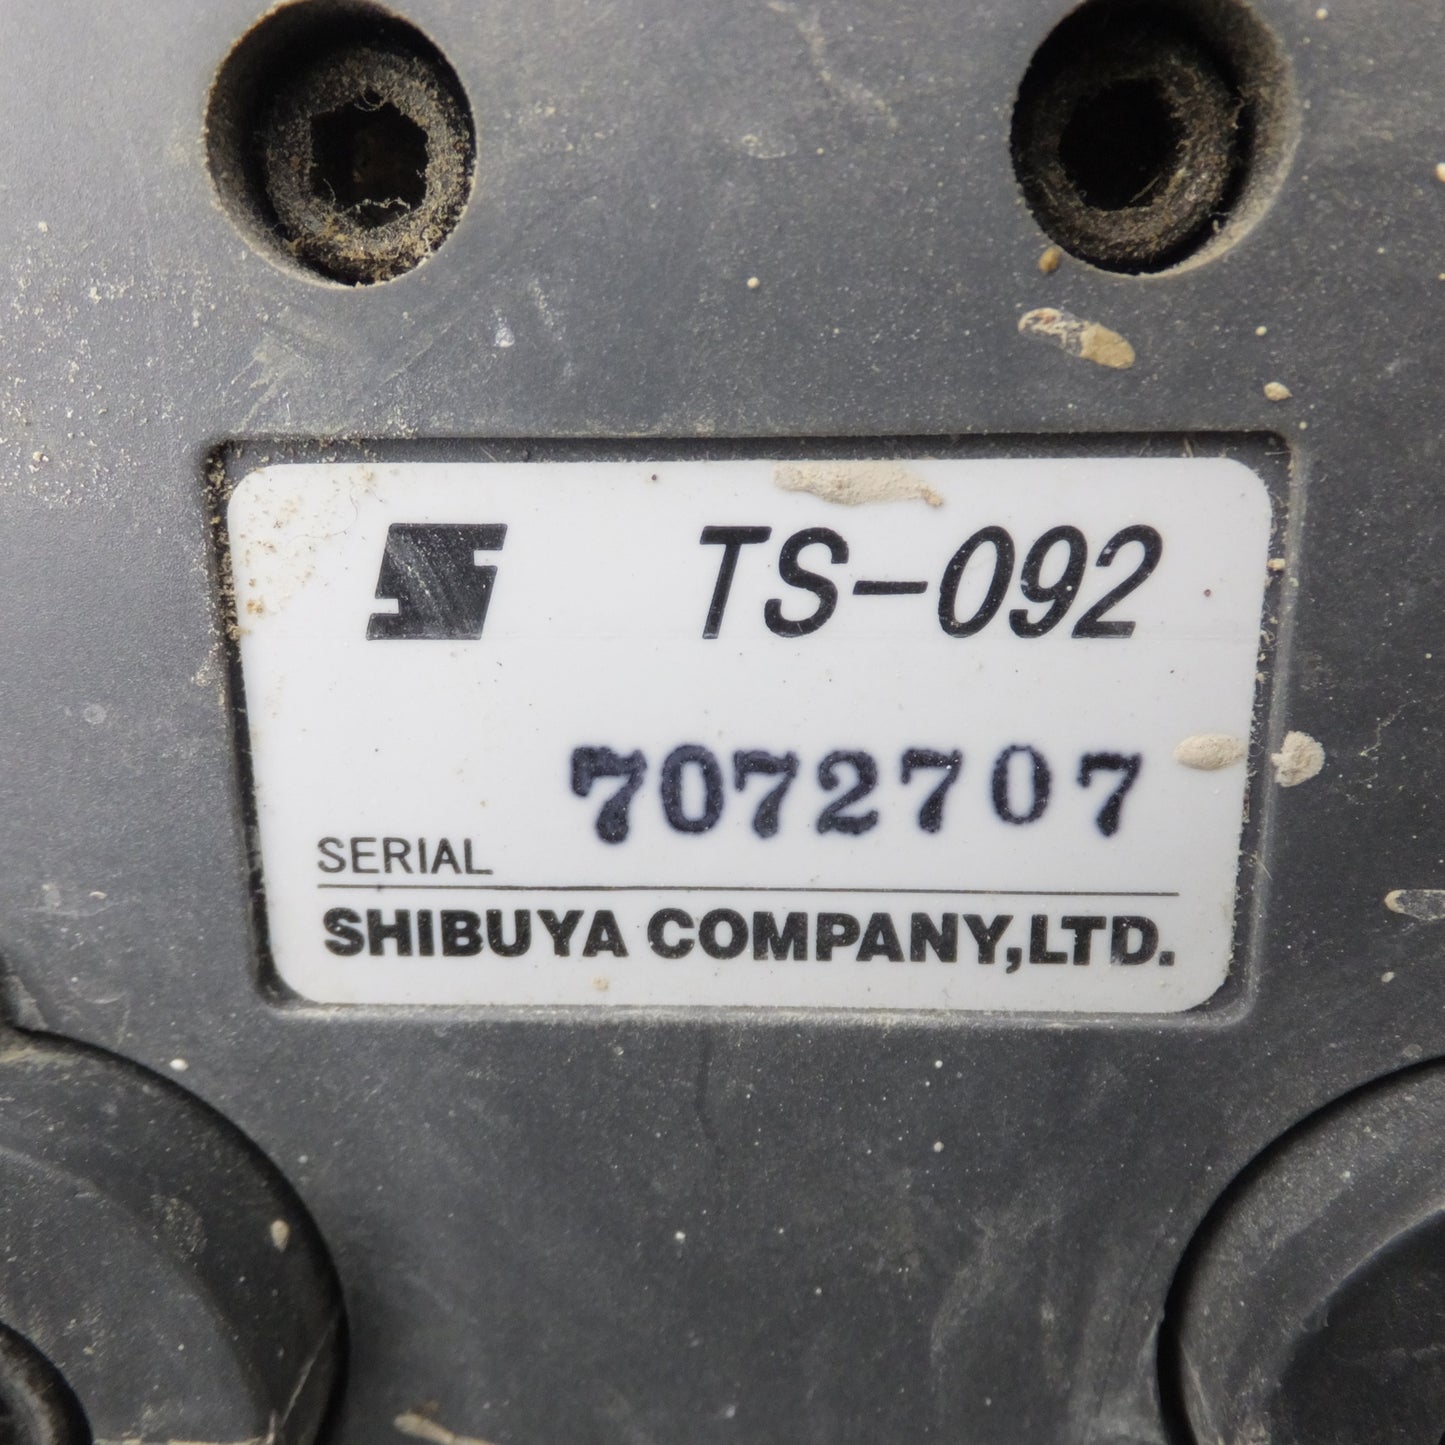 TS-092
7072707
SERIAL
SHIBUYA COMPANY,LTD.